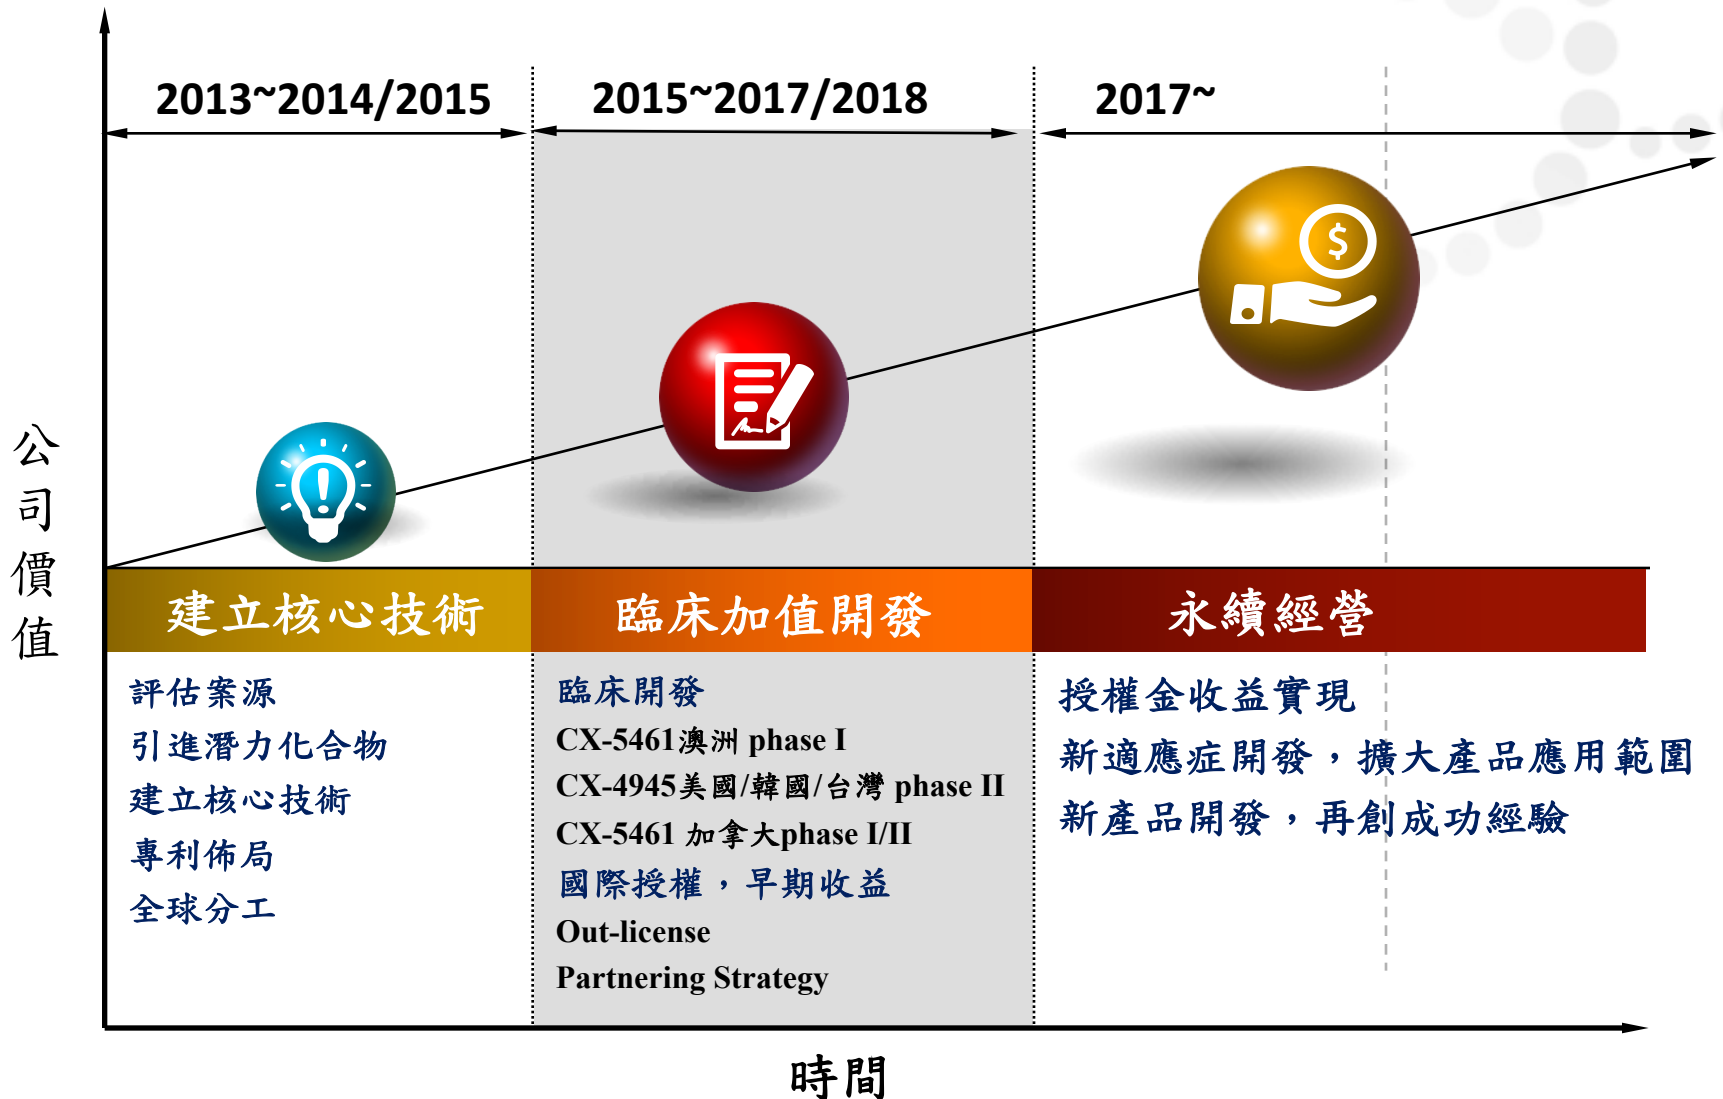 2013~2014/2015
2015~2017/2018
2017~
$
公司價值
建立核心技術
臨床加值開發
永續經營
評估案源
引進潛力化合物
建立核心技術
專利佈局
全球分工
臨床開發
CX-5461澳洲 phase I
CX-4945美國/韓國/台灣 phase II
CX-5461 加拿大phase I/II
國際授權，早期收益
Out-license
Partnering Strategy
授權金收益實現
新適應症開發，擴大產品應用範圍
新產品開發，再創成功經驗
時間